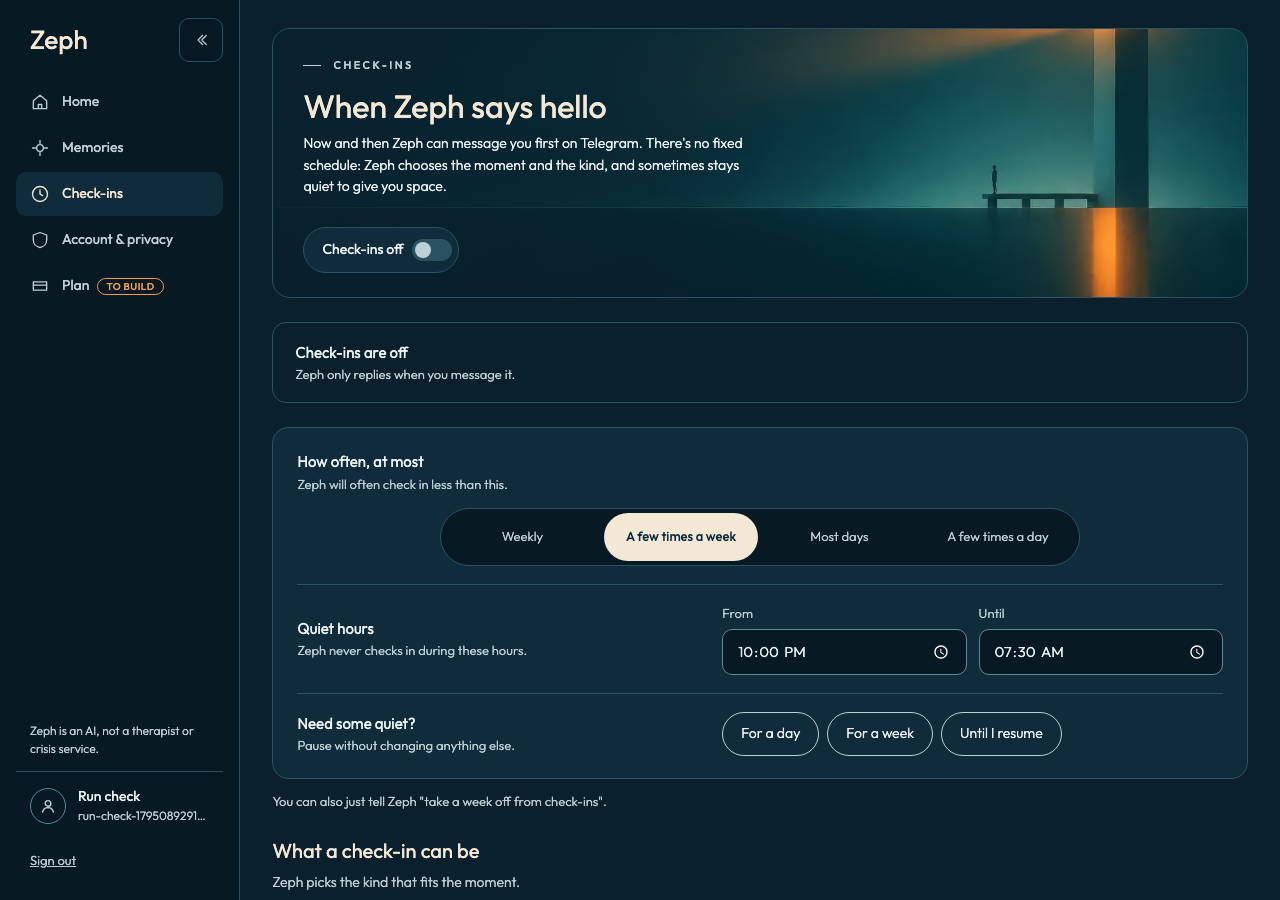 Zeph
Home
Memories
Check-ins
Account & privacy
Plan TO BUILD
Zeph is an AI, not a therapist or
crisis service.
Run check
run-check-1795089291…
Sign out
CHECK-INS
When Zeph says hello
Now and then Zeph can message you first on Telegram. There's no fixed
schedule: Zeph chooses the moment and the kind, and sometimes stays
quiet to give you space.
Check-ins off
Check-ins are off
Zeph only replies when you message it.
How often, at most
Zeph will often check in less than this.
Weekly
A few times a week
Most days
A few times a day
Quiet hours
Zeph never checks in during these hours.
From
10:00 PM
Until
07:30 AM
Need some quiet?
Pause without changing anything else.
For a day
For a week
Until I resume
You can also just tell Zeph "take a week off from check-ins".
What a check-in can be
Zeph picks the kind that fits the moment.